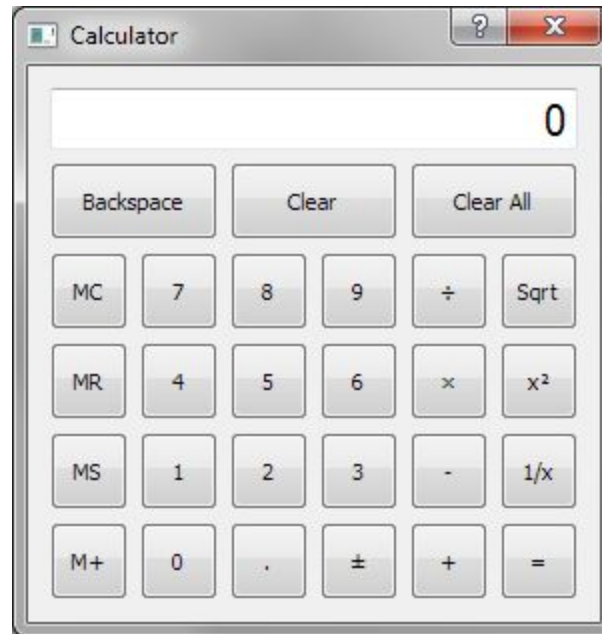 Calculator ? X
0
Backspace Clear Clear All
MC 7 8 9 ÷ Sqrt
MR 4 5 6 × x²
MS 1 2 3 - 1/x
M+ 0 . ± + =